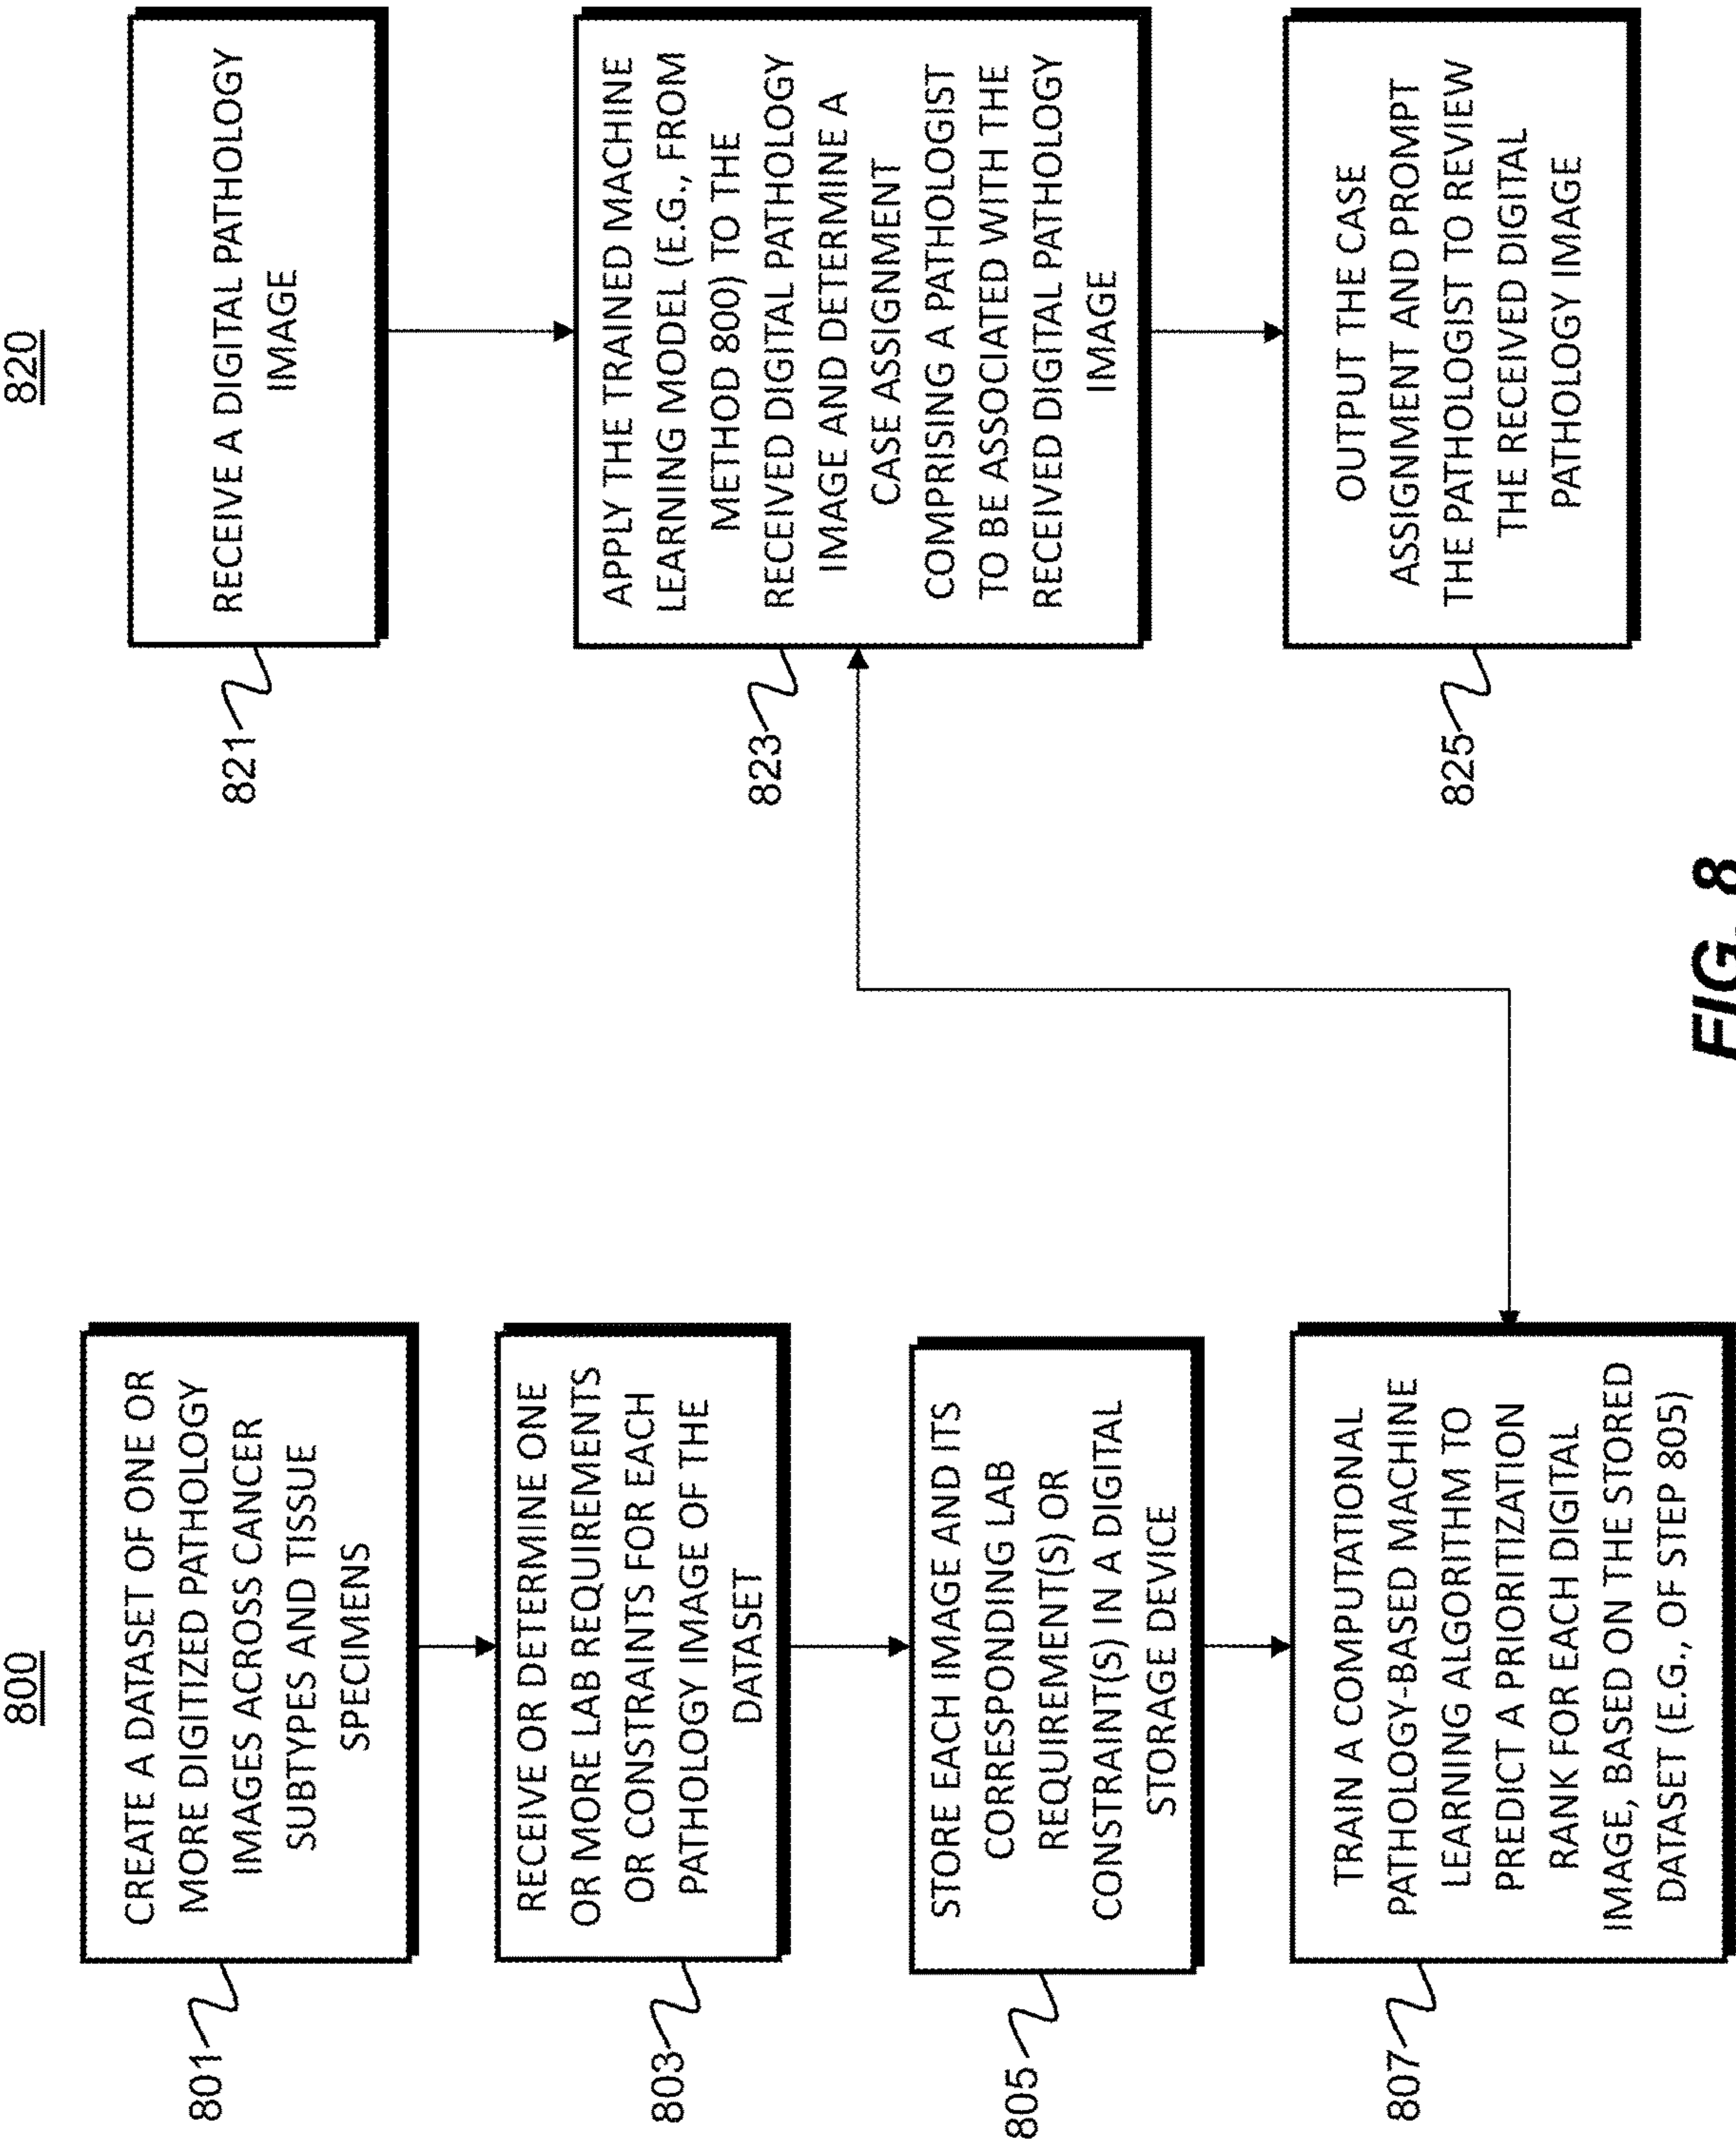 800
801
CREATE A DATASET OF ONE OR
MORE DIGITIZED PATHOLOGY
IMAGES ACROSS CANCER
SUBTYPES AND TISSUE
SPECIMENS
803
RECEIVE OR DETERMINE ONE
OR MORE LAB REQUIREMENTS
OR CONSTRAINTS FOR EACH
PATHOLOGY IMAGE OF THE
DATASET
805
STORE EACH IMAGE AND ITS
CORRESPONDING LAB
REQUIREMENT(S) OR
CONSTRAINT(S) IN A DIGITAL
STORAGE DEVICE
807
TRAIN A COMPUTATIONAL
PATHOLOGY-BASED MACHINE
LEARNING ALGORITHM TO
PREDICT A PRIORITIZATION
RANK FOR EACH DIGITAL
IMAGE, BASED ON THE STORED
DATASET (E.G., OF STEP 805)
820
821
RECEIVE A DIGITAL PATHOLOGY
IMAGE
823
APPLY THE TRAINED MACHINE
LEARNING MODEL (E.G., FROM
METHOD 800) TO THE
RECEIVED DIGITAL PATHOLOGY
IMAGE AND DETERMINE A
CASE ASSIGNMENT
COMPRISING A PATHOLOGIST
TO BE ASSOCIATED WITH THE
RECEIVED DIGITAL PATHOLOGY
IMAGE
825
OUTPUT THE CASE
ASSIGNMENT AND PROMPT
THE PATHOLOGIST TO REVIEW
THE RECEIVED DIGITAL
PATHOLOGY IMAGE
FIG. 8